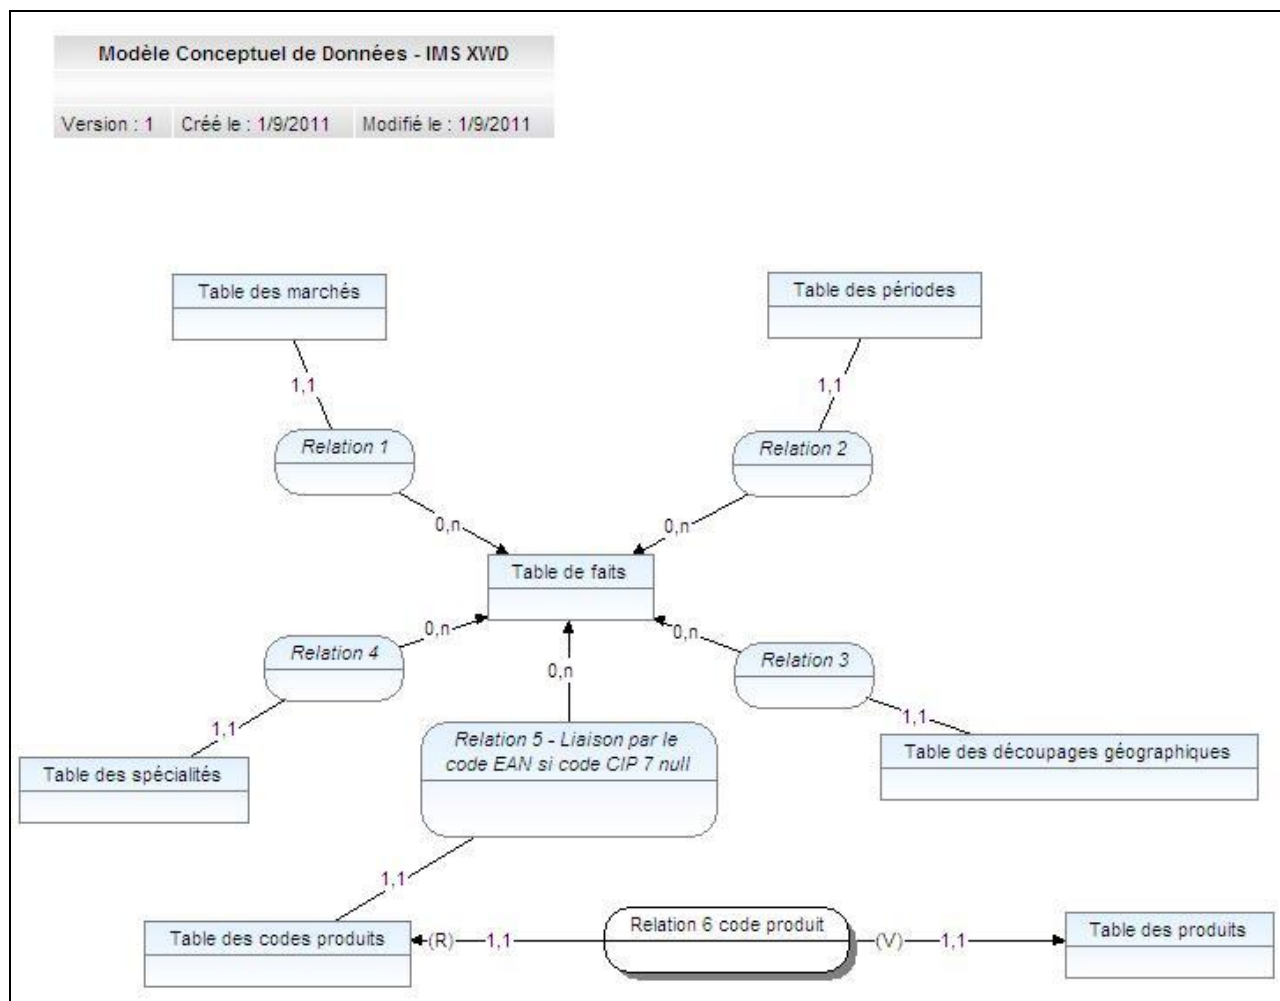 Modèle Conceptuel de Données - IMS XWD
Version : 1 Créé le : 1/9/2011 Modifié le : 1/9/2011
Table des marchés
Table des périodes
1,1
1,1
Relation 1
Relation 2
0,n
0,n
Table de faits
0,n
0,n
Relation 4
Relation 3
0,n
1,1
1,1
Relation 5 - Liaison par le
code EAN si code CIP 7 null
Table des spécialités
Table des découpages géographiques
1,1
Table des codes produits
(R)
1,1
Relation 6 code produit
(V)
1,1
Table des produits